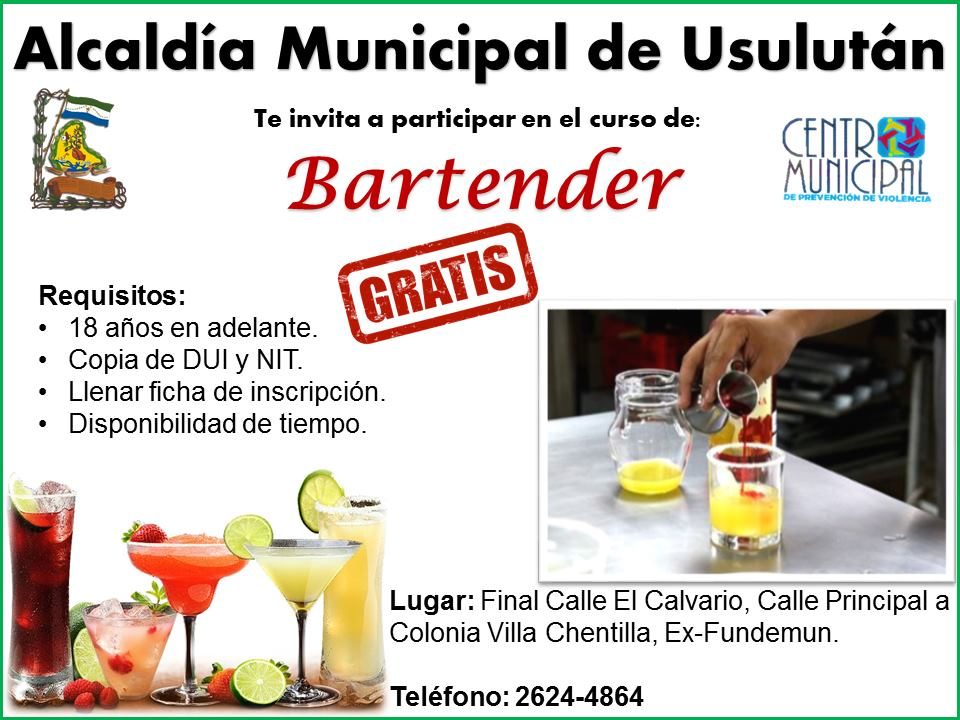 Alcaldía Municipal de Usulután
Te invita a participar en el curso de:
Bartender
CENTRO
MUNICIPAL
DE PREVENCIÓN DE VIOLENCIA
GRATIS
Requisitos:
• 18 años en adelante.
• Copia de DUI y NIT.
• Llenar ficha de inscripción.
• Disponibilidad de tiempo.
Lugar: Final Calle El Calvario, Calle Principal a
Colonia Villa Chentilla, Ex-Fundemun.
Teléfono: 2624-4864